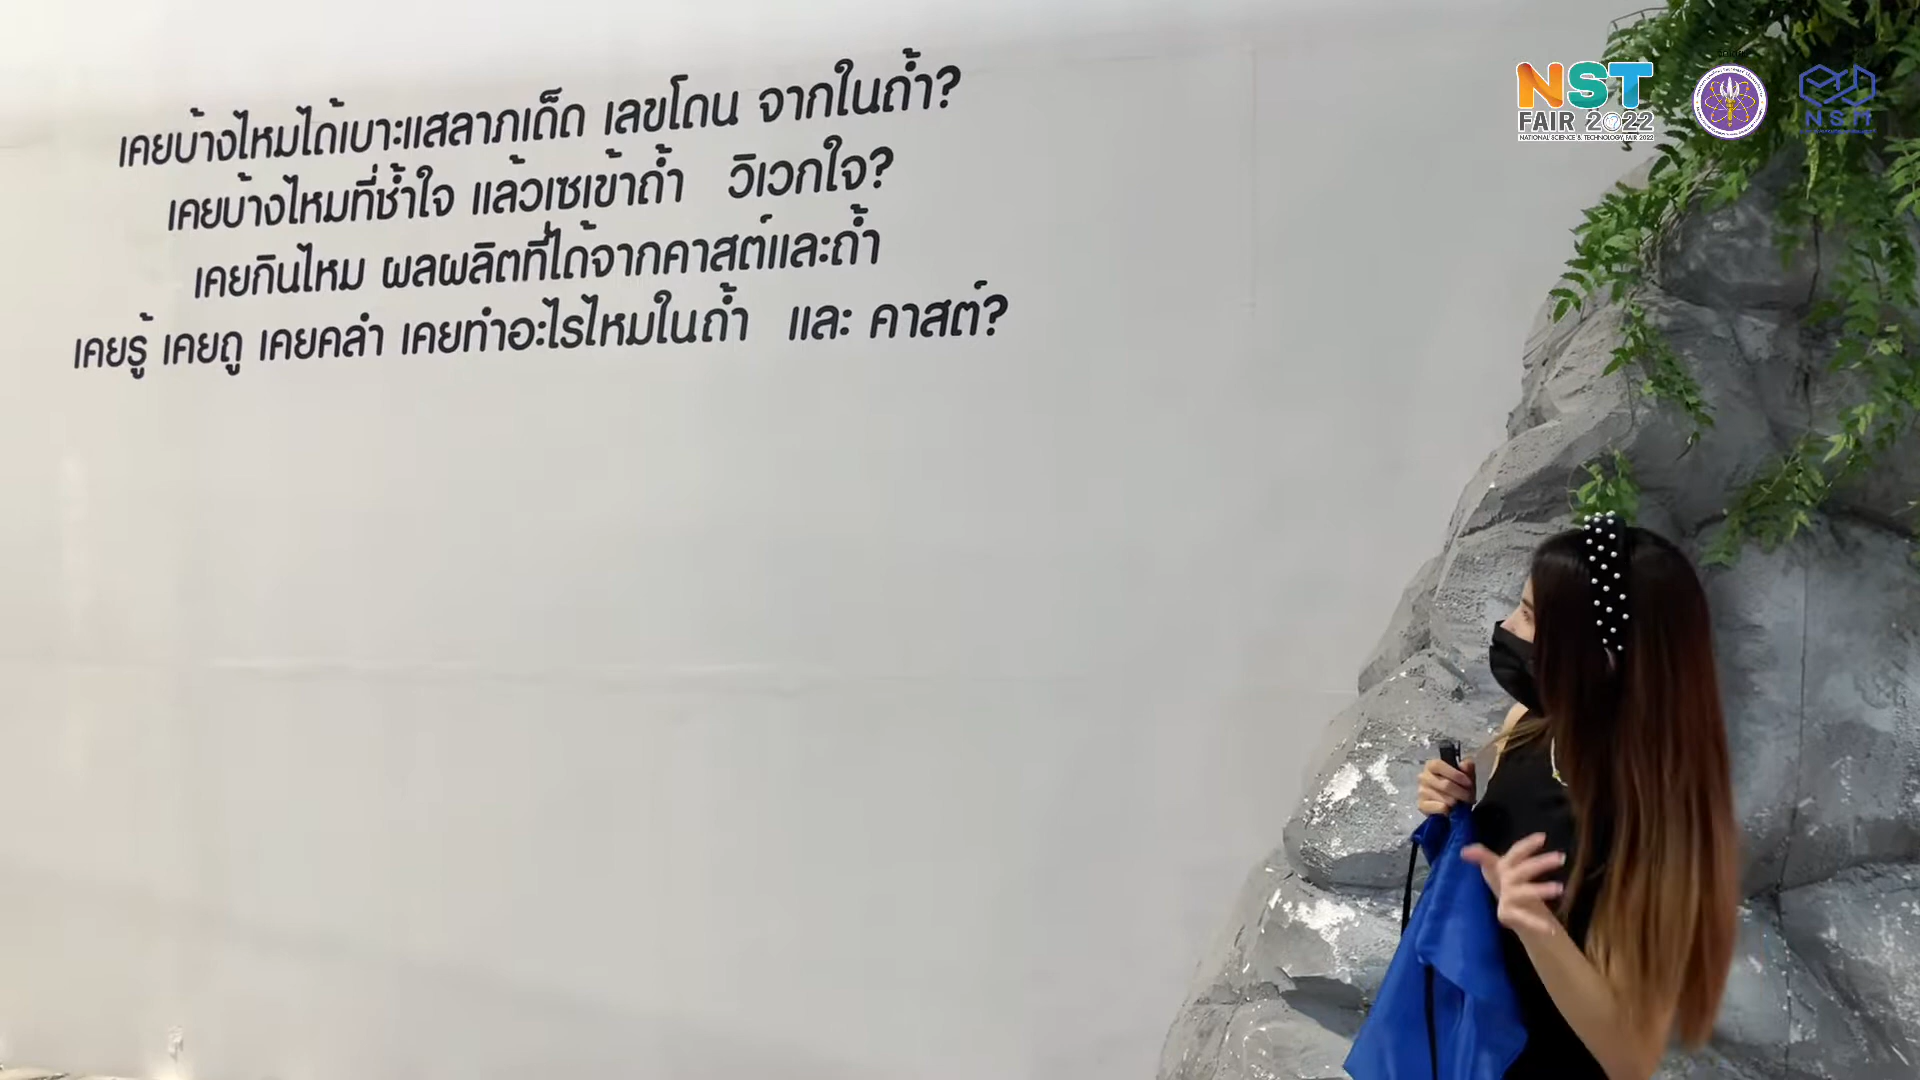 เคยบ้างไหมได้เบาะแสลาภเด็ด เลขโดน จากในถ้ำ?
เคยบ้างไหมที่ช้ำใจ แล้วเซเข้าถ้ำ วิเวกใจ?
เคยกินไหม ผลผลิตที่ได้จากคาสต์และถ้ำ
เคยรู้ เคยถู เคยคลำ เคยทำอะไรไหมในถ้ำ และ คาสต์?
NST
FAIR 2022
NATIONAL SCIENCE & TECHNOLOGY FAIR 2022
NSM